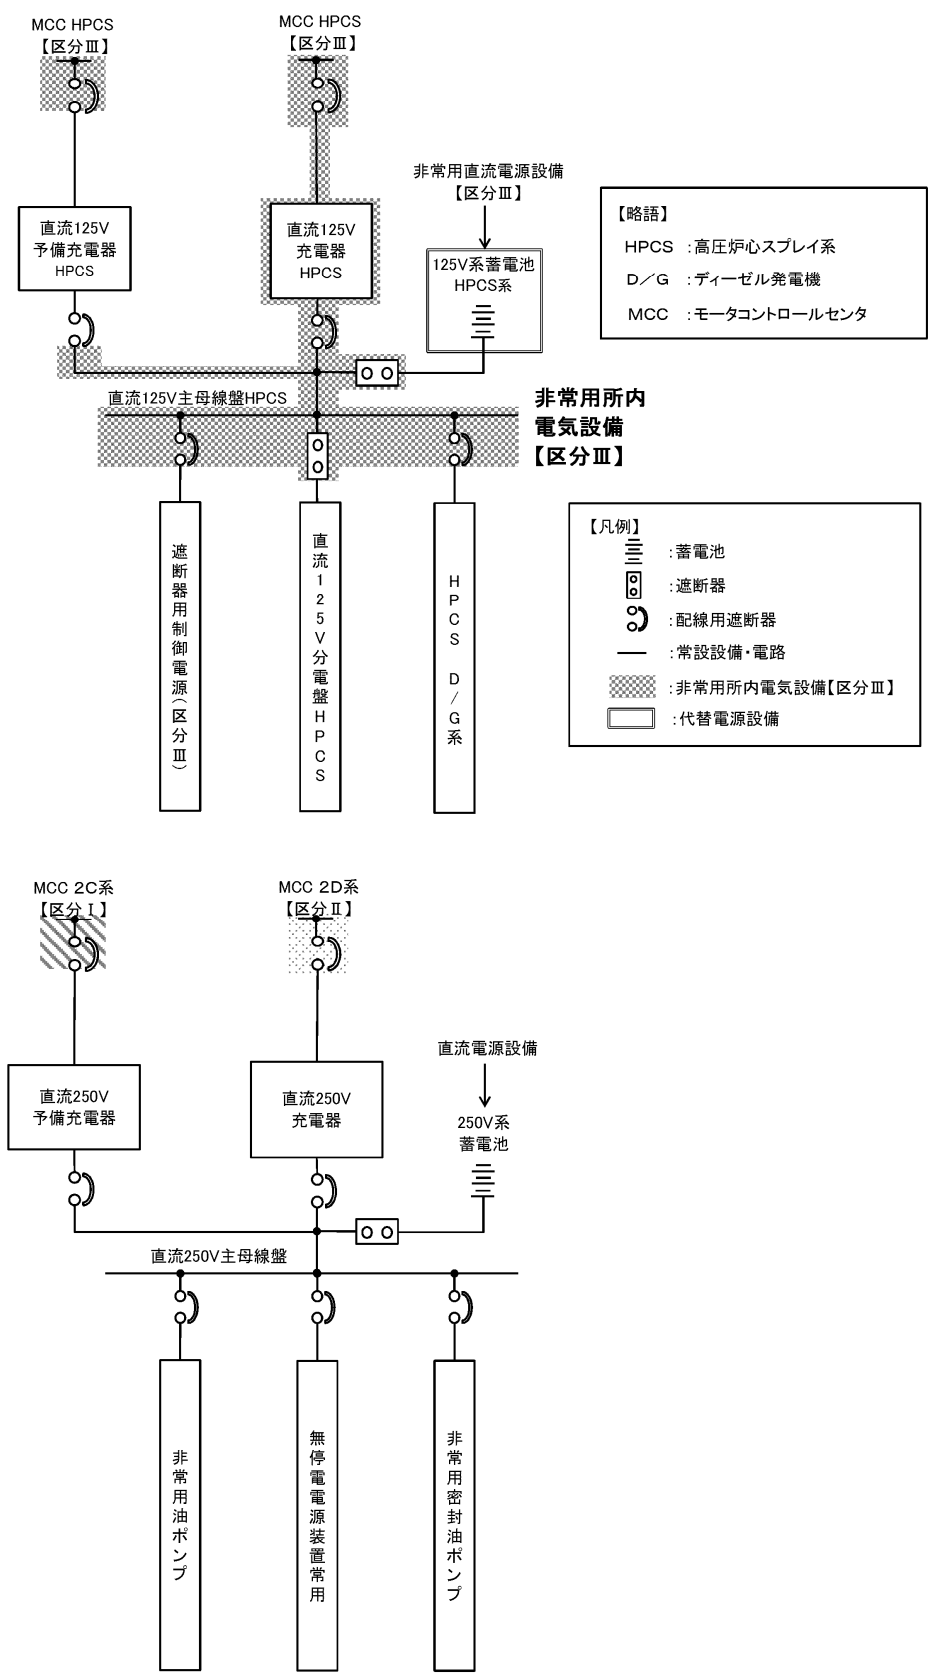 MCC HPCS
【区分Ⅲ】
MCC HPCS
【区分Ⅲ】
非常用直流電源設備
【区分Ⅲ】
直流125V
予備充電器
HPCS
直流125V
充電器
HPCS
125V系蓄電池
HPCS系
【略語】
HPCS :高圧炉心スプレイ系
D/G :ディーゼル発電機
MCC :モータコントロールセンタ
直流125V主母線盤HPCS
非常用所内
電気設備
【区分Ⅲ】
遮断器用制御電源(区分Ⅲ)
直流125V分電盤HPCS
HPCS D/G系
【凡例】
:蓄電池
:遮断器
:配線用遮断器
:常設設備・電路
:非常用所内電気設備【区分Ⅲ】
:代替電源設備
MCC 2C系
【区分Ⅰ】
MCC 2D系
【区分Ⅱ】
直流電源設備
直流250V
予備充電器
直流250V
充電器
250V系
蓄電池
直流250V主母線盤
非常用油ポンプ
無停電電源装置常用
非常用密封油ポンプ